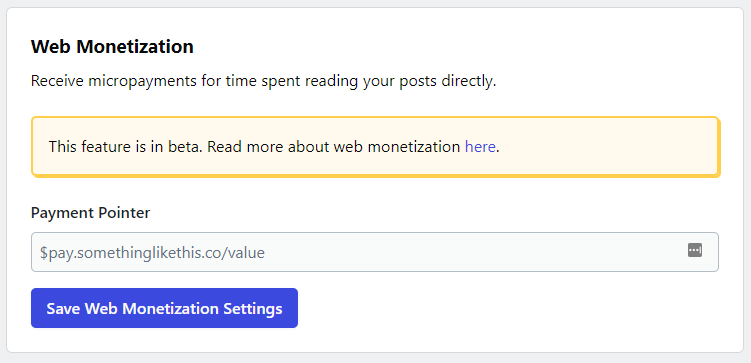 Web Monetization
Receive micropayments for time spent reading your posts directly.
This feature is in beta. Read more about web monetization here.
Payment Pointer
$pay.somethinglikethis.co/value
Save Web Monetization Settings